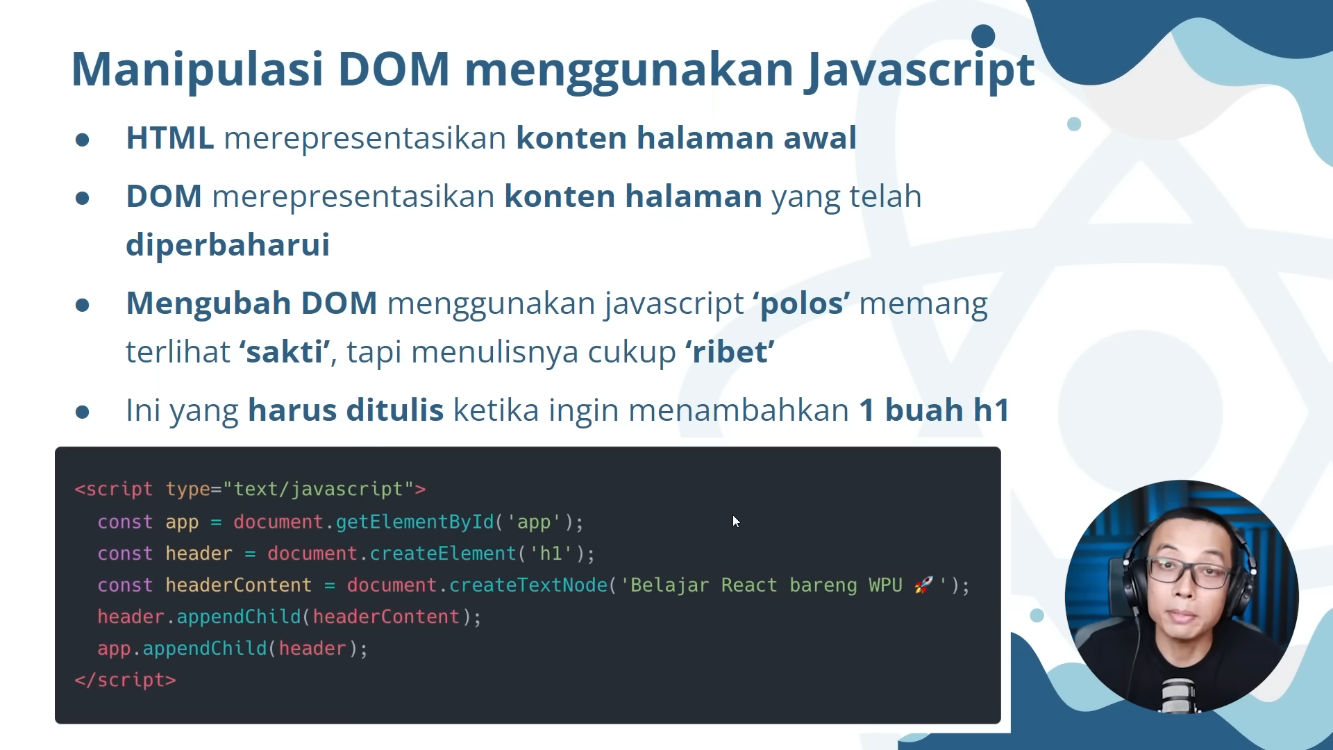 Manipulasi DOM menggunakan Javascript
● HTML merepresentasikan konten halaman awal
● DOM merepresentasikan konten halaman yang telah
diperbaharui
● Mengubah DOM menggunakan javascript ‘polos’ memang
terlihat ‘sakti’, tapi menulisnya cukup ‘ribet’
● Ini yang harus ditulis ketika ingin menambahkan 1 buah h1
<script type="text/javascript">
  const app = document.getElementById('app');
  const header = document.createElement('h1');
  const headerContent = document.createTextNode('Belajar React bareng WPU 🚀');
  header.appendChild(headerContent);
  app.appendChild(header);
</script>